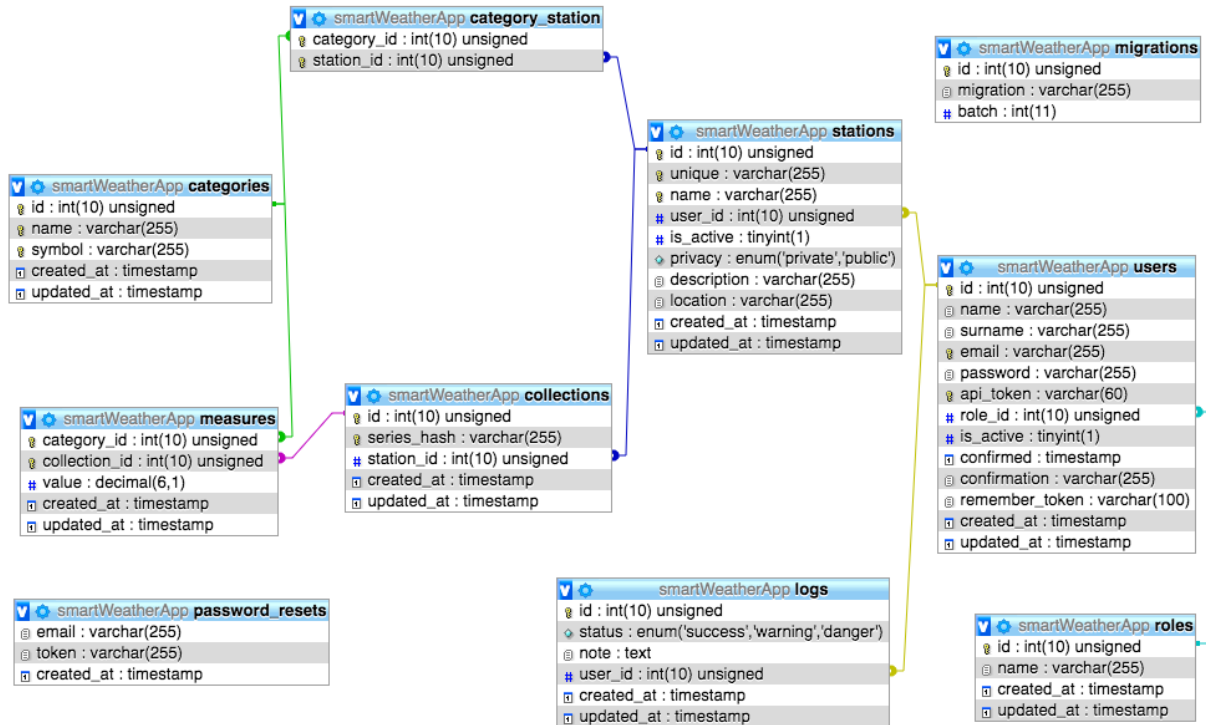 smartWeatherApp category_station
category_id : int(10) unsigned
station_id : int(10) unsigned
smartWeatherApp migrations
id : int(10) unsigned
migration : varchar(255)
batch : int(11)
smartWeatherApp stations
id : int(10) unsigned
unique : varchar(255)
name : varchar(255)
user_id : int(10) unsigned
is_active : tinyint(1)
privacy : enum('private','public')
description : varchar(255)
location : varchar(255)
created_at : timestamp
updated_at : timestamp
smartWeatherApp categories
id : int(10) unsigned
name : varchar(255)
symbol : varchar(255)
created_at : timestamp
updated_at : timestamp
smartWeatherApp users
id : int(10) unsigned
name : varchar(255)
surname : varchar(255)
email : varchar(255)
password : varchar(255)
api_token : varchar(60)
role_id : int(10) unsigned
is_active : tinyint(1)
confirmed : timestamp
confirmation : varchar(255)
remember_token : varchar(100)
created_at : timestamp
updated_at : timestamp
smartWeatherApp measures
category_id : int(10) unsigned
collection_id : int(10) unsigned
value : decimal(6,1)
created_at : timestamp
updated_at : timestamp
smartWeatherApp collections
id : int(10) unsigned
series_hash : varchar(255)
station_id : int(10) unsigned
created_at : timestamp
updated_at : timestamp
smartWeatherApp password_resets
email : varchar(255)
token : varchar(255)
created_at : timestamp
smartWeatherApp logs
id : int(10) unsigned
status : enum('success','warning','danger')
note : text
user_id : int(10) unsigned
created_at : timestamp
updated_at : timestamp
smartWeatherApp roles
id : int(10) unsigned
name : varchar(255)
created_at : timestamp
updated_at : timestamp